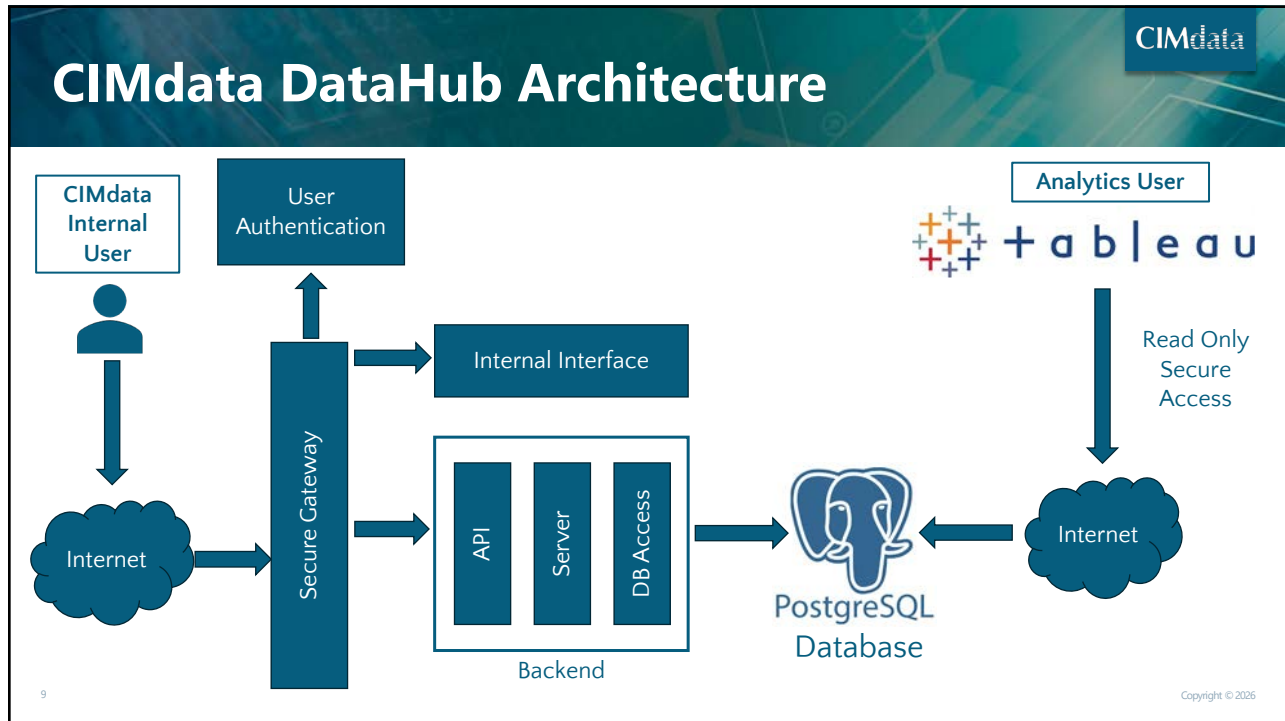 CIMdata
CIMdata DataHub Architecture
CIMdata
Internal
User
User
Authentication
Analytics User
+ableau
Internal Interface
Read Only
Secure
Access
Secure Gateway
API
Server
DB Access
Internet
Internet
PostgreSQL
Database
Backend
9
Copyright © 2026